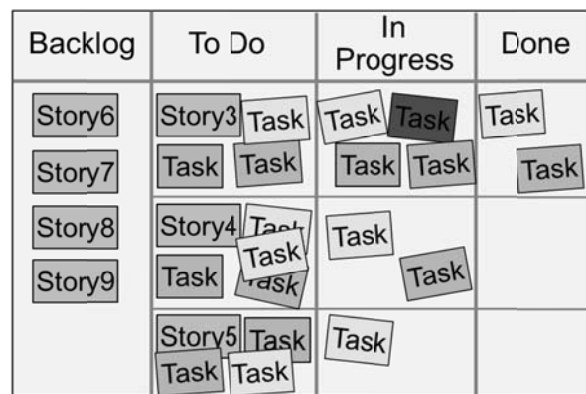 Backlog To Do In Progress Done
Story6 Story3 Task Task Task Task
Story7 Task Task Task Task Task
Story8 Story4 Task Task
Task
Story9 Task Task Task
Story5 Task Task
Task Task